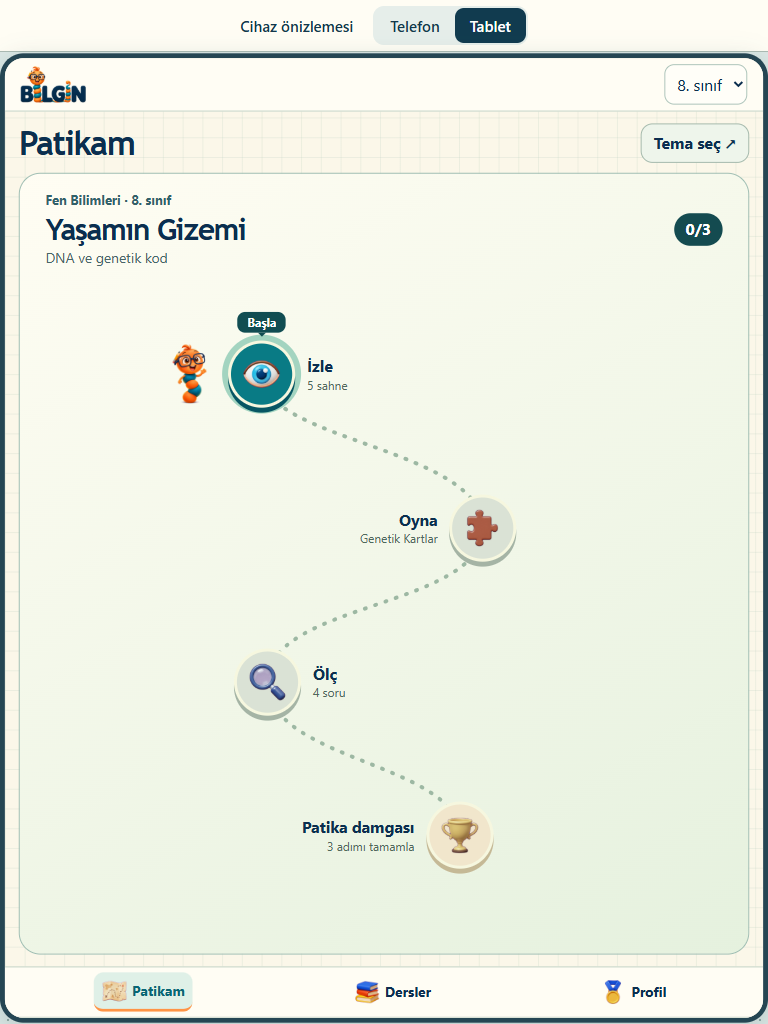 Cihaz önizlemesi
Telefon
Tablet
BİLGİN
8. sınıf
Patikam
Tema seç ↗
Fen Bilimleri · 8. sınıf
Yaşamın Gizemi
0/3
DNA ve genetik kod
Başla
İzle
5 sahne
Oyna
Genetik Kartlar
Ölç
4 soru
Patika damgası
3 adımı tamamla
Patikam
Dersler
Profil